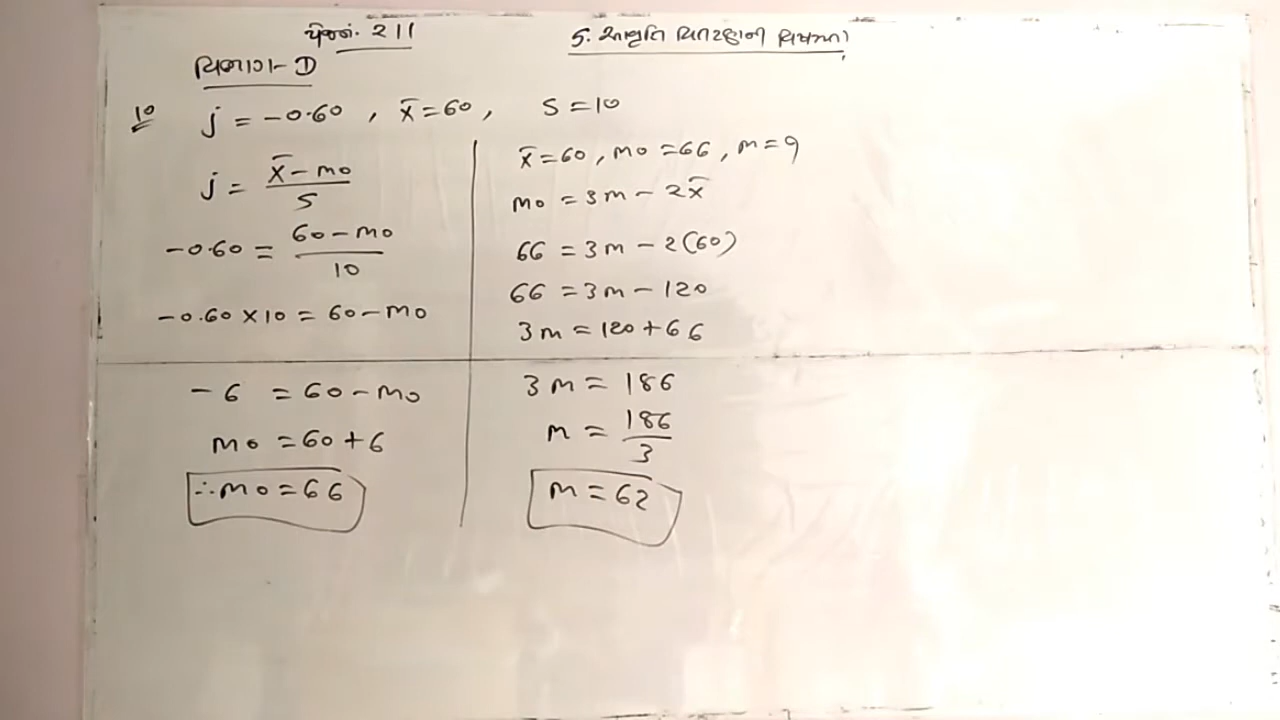 પેજનં. 211
5. આવૃત્તિ વિતરણની વિષમતા
વિભાગ-D
10 j = -0.60 , x̄ = 60 , S = 10
j = (x̄ - mo)/S
-0.60 = (60 - mo)/10
-0.60 × 10 = 60 - mo
- 6 = 60 - mo
mo = 60 + 6
∴ mo = 66
x̄ = 60 , mo = 66 , m = ?
mo = 3m - 2x̄
66 = 3m - 2(60)
66 = 3m - 120
3m = 120 + 66
3m = 186
m = 186/3
m = 62